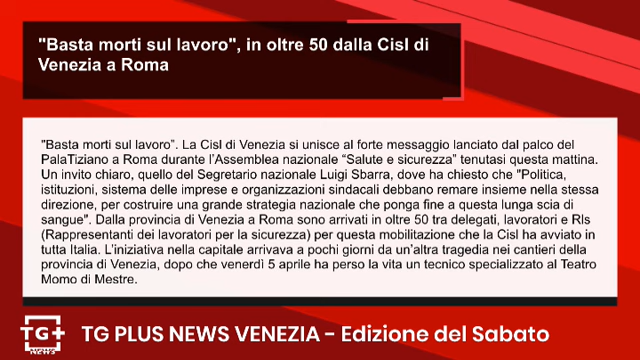 "Basta morti sul lavoro", in oltre 50 dalla Cisl di
Venezia a Roma
"Basta morti sul lavoro". La Cisl di Venezia si unisce al forte messaggio lanciato dal palco del
PalaTiziano a Roma durante l'Assemblea nazionale "Salute e sicurezza" tenutasi questa mattina.
Un invito chiaro, quello del Segretario nazionale Luigi Sbarra, dove ha chiesto che "Politica,
istituzioni, sistema delle imprese e organizzazioni sindacali debbano remare insieme nella stessa
direzione, per costruire una grande strategia nazionale che ponga fine a questa lunga scia di
sangue". Dalla provincia di Venezia a Roma sono arrivati in oltre 50 tra delegati, lavoratori e Rls
(Rappresentanti dei lavoratori per la sicurezza) per questa mobilitazione che la Cisl ha avviato in
tutta Italia. L'iniziativa nella capitale arrivava a pochi giorni da un'altra tragedia nei cantieri della
provincia di Venezia, dopo che venerdì 5 aprile ha perso la vita un tecnico specializzato al Teatro
Momo di Mestre.
TG+
NEWS
TG PLUS NEWS VENEZIA - Edizione del Sabato